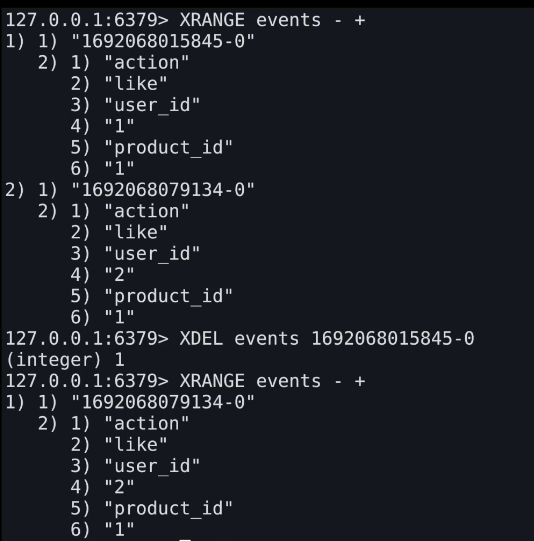 127.0.0.1:6379> XRANGE events - +
1) 1) "1692068015845-0"
   2) 1) "action"
      2) "like"
      3) "user_id"
      4) "1"
      5) "product_id"
      6) "1"
2) 1) "1692068079134-0"
   2) 1) "action"
      2) "like"
      3) "user_id"
      4) "2"
      5) "product_id"
      6) "1"
127.0.0.1:6379> XDEL events 1692068015845-0
(integer) 1
127.0.0.1:6379> XRANGE events - +
1) 1) "1692068079134-0"
   2) 1) "action"
      2) "like"
      3) "user_id"
      4) "2"
      5) "product_id"
      6) "1"